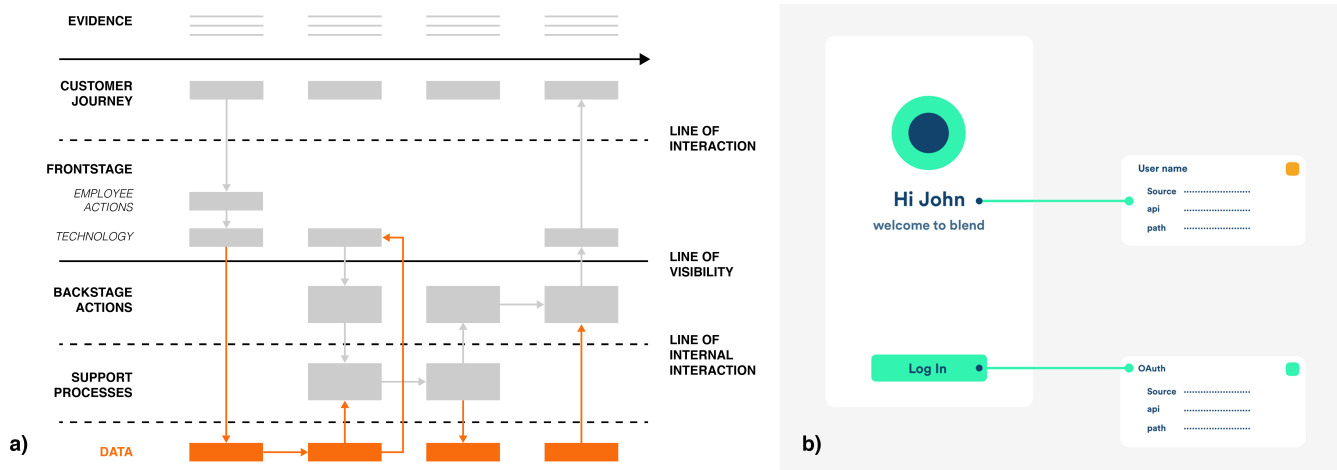 EVIDENCE
CUSTOMER
JOURNEY
LINE OF
INTERACTION
FRONTSTAGE
EMPLOYEE
ACTIONS
TECHNOLOGY
LINE OF
VISIBILITY
BACKSTAGE
ACTIONS
LINE OF
INTERNAL
INTERACTION
SUPPORT
PROCESSES
DATA
a)
Hi John
welcome to blend
Log In
User name
Source
api
path
OAuth
Source
api
path
b)